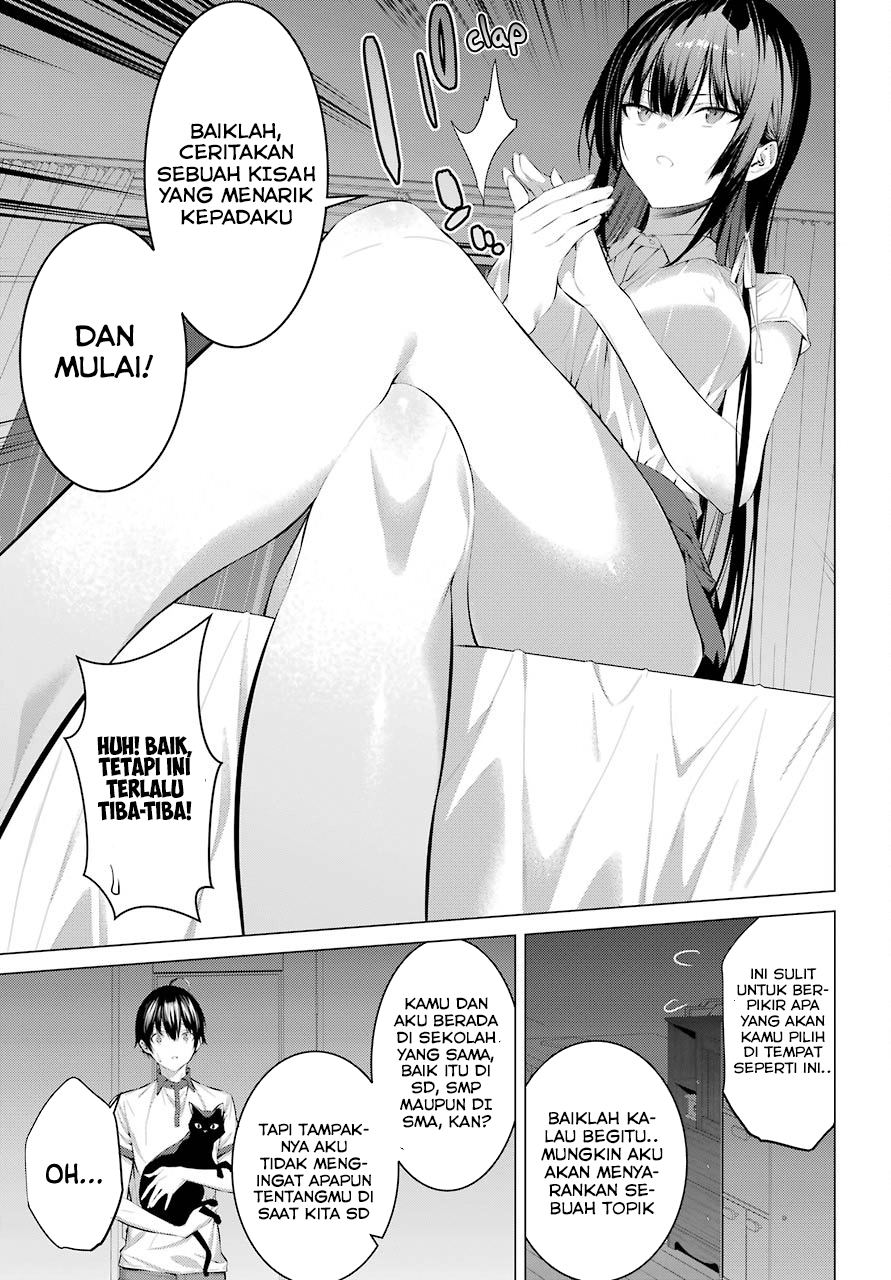 clap
BAIKLAH,
CERITAKAN
SEBUAH KISAH
YANG MENARIK
KEPADAKU
DAN
MULAI!
HUH! BAIK,
TETAPI INI
TERLALU
TIBA-TIBA!
INI SULIT
UNTUK BER-
PIKIR APA
YANG AKAN
KAMU PILIH
DI TEMPAT
SEPERTI INI..
BAIKLAH KA-
LAU BEGITU..
MUNGKIN AKU
AKAN MENYA-
RANKAN SE-
BUAH TOPIK
KAMU DAN
AKU BERADA
DI SEKOLAH
YANG SAMA,
BAIK ITU DI
SD, SMP
MAUPUN DI
SMA, KAN?
TAPI TAMPAK-
NYA AKU
TIDAK MENG-
INGAT APAPUN
TENTANGMU DI
SAAT KITA SD
OH...